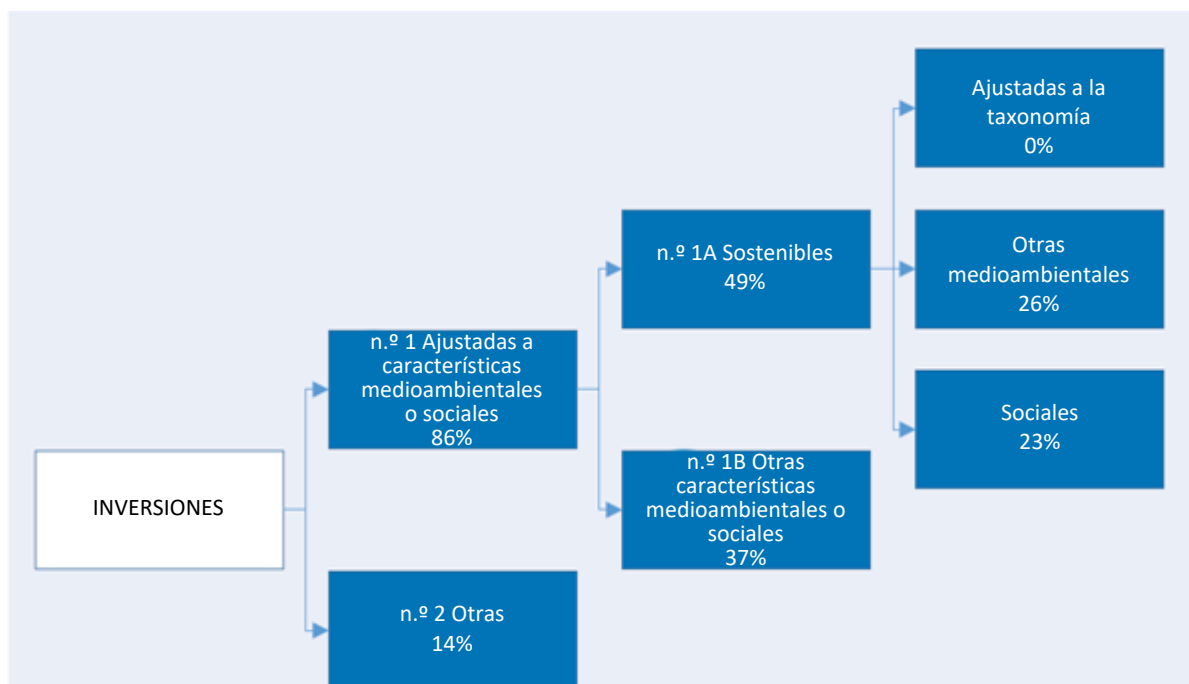 INVERSIONES
n.º 1 Ajustadas a
características
medioambientales
o sociales
86%
n.º 2 Otras
14%
n.º 1A Sostenibles
49%
n.º 1B Otras
características
medioambientales o
sociales
37%
Ajustadas a la
taxonomía
0%
Otras
medioambientales
26%
Sociales
23%